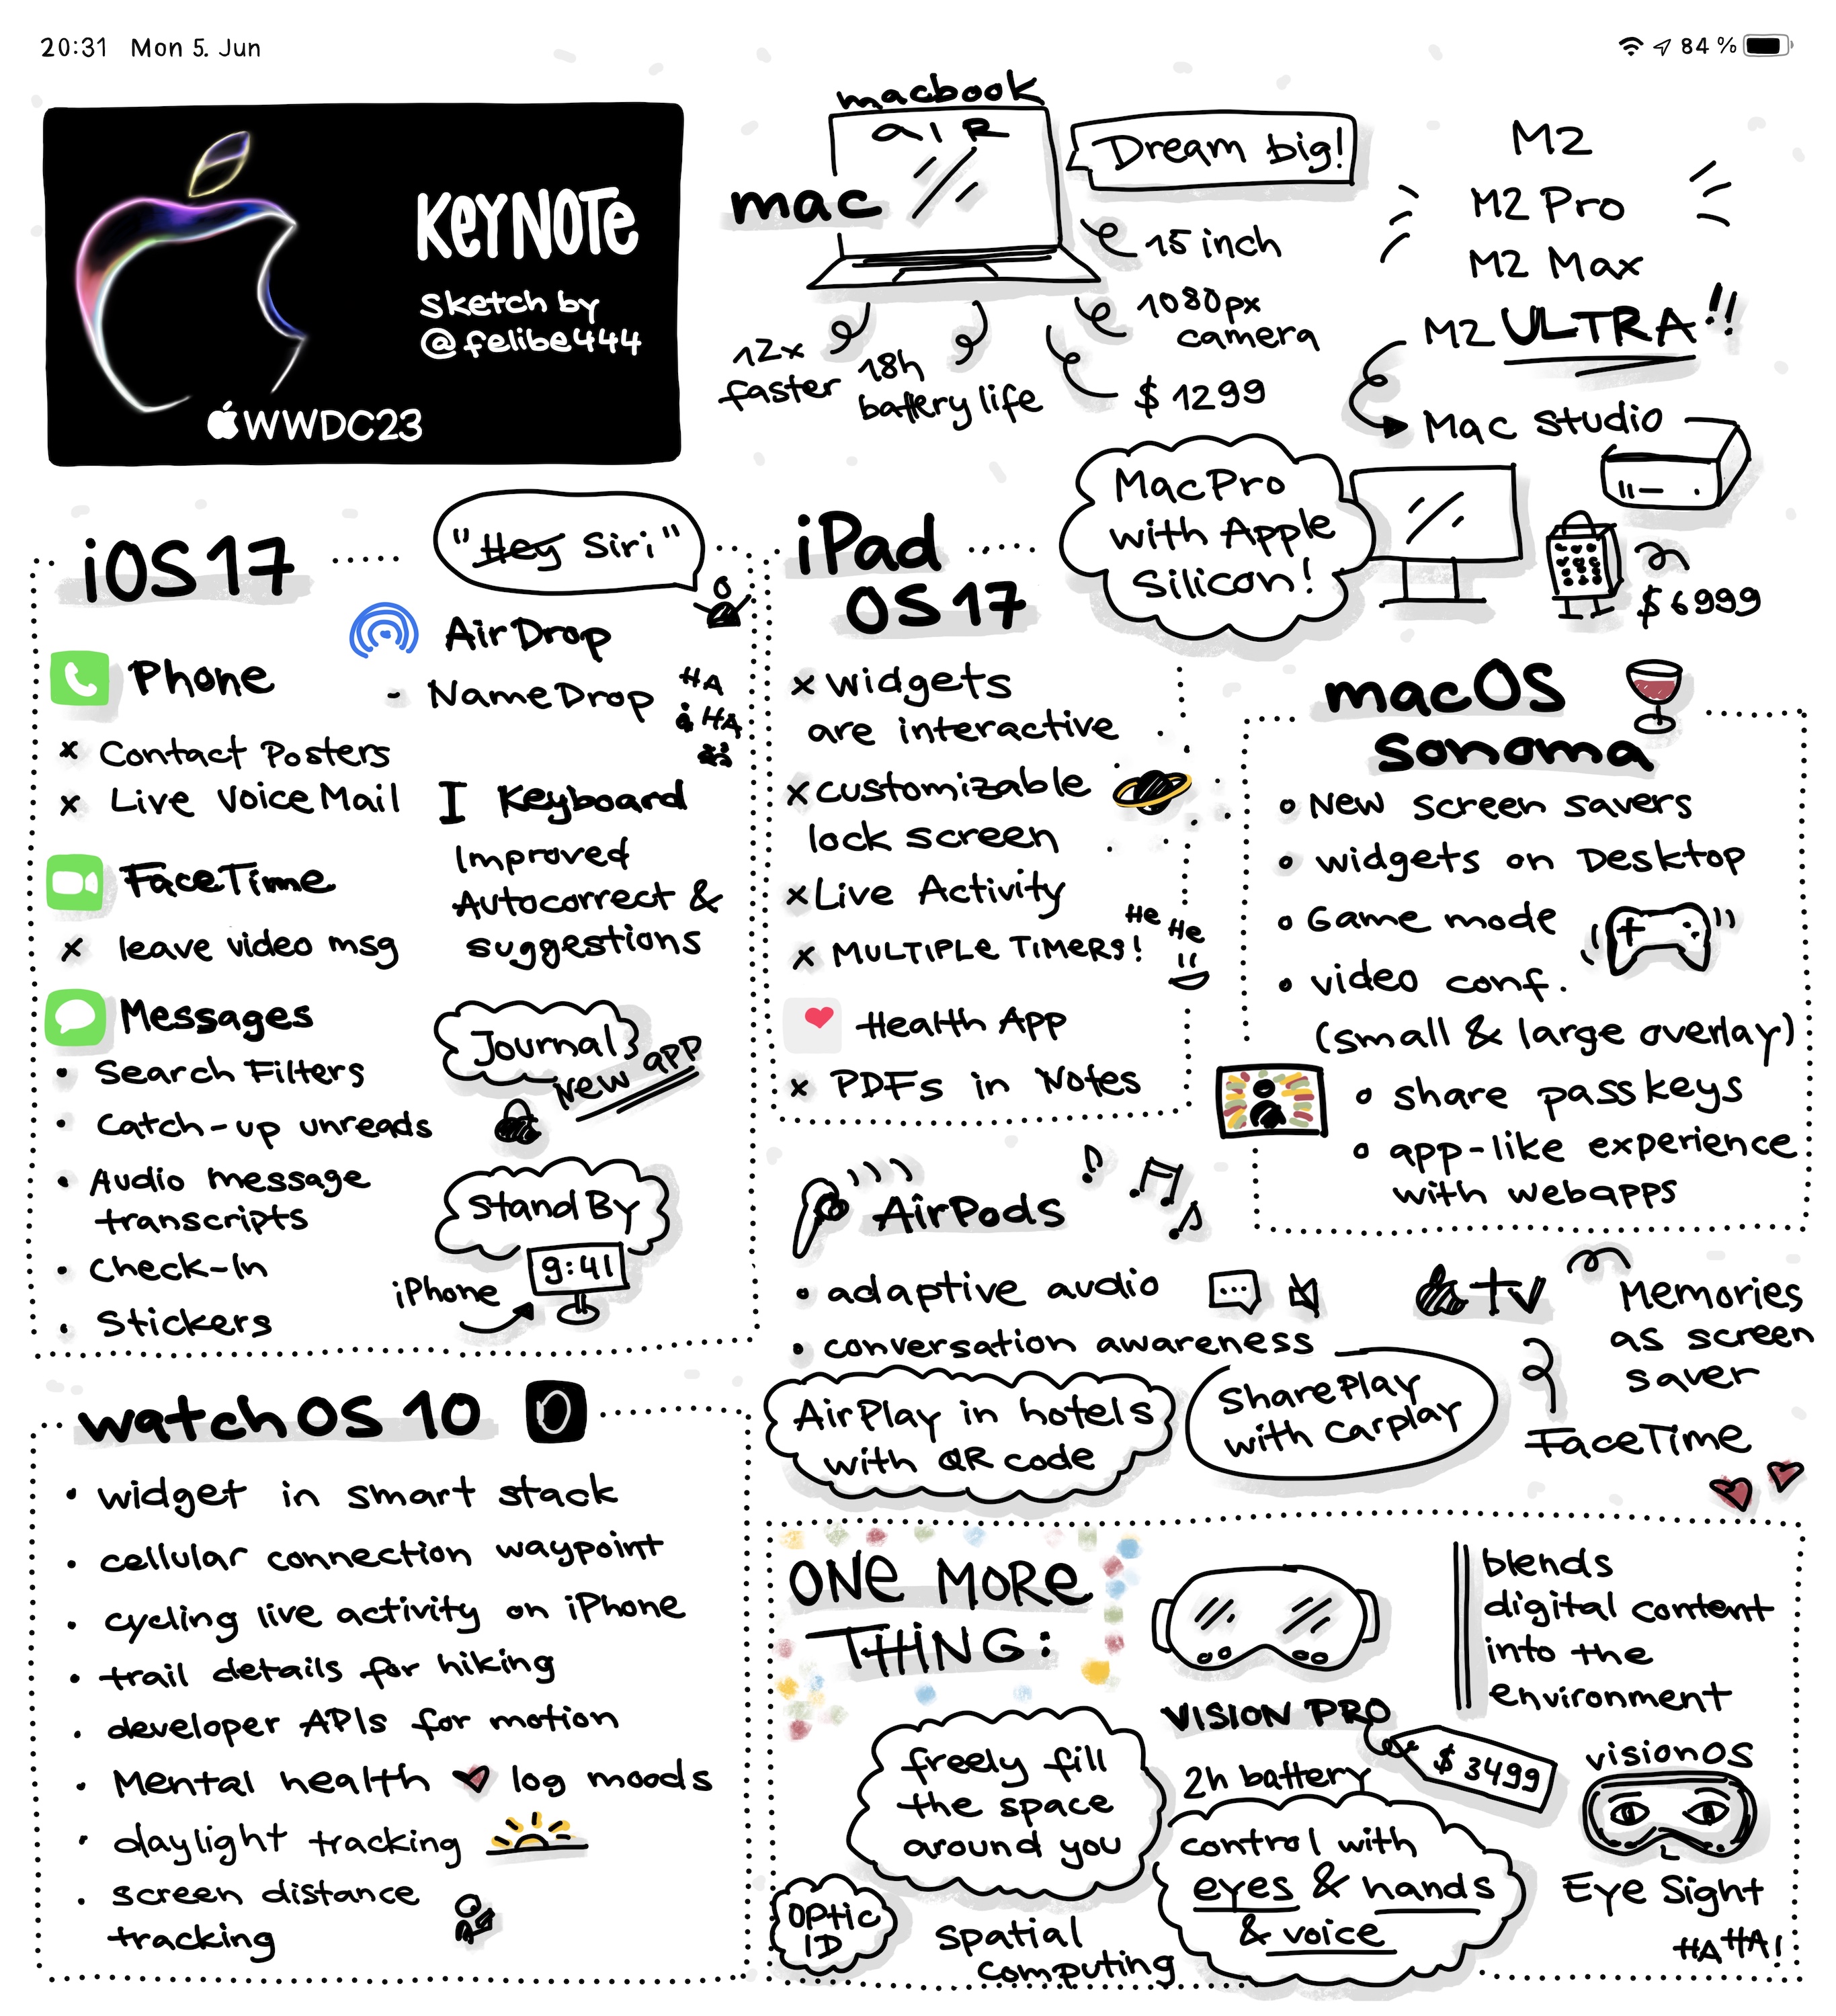 20:31 Mon 5. Jun
84 %
KEYNOTE
sketch by
@felibe444
WWDC23
macbook
air
mac
Dream big!
15 inch
1080px
camera
12x
faster
18h
battery life
$ 1299
M2
M2 Pro
M2 Max
M2 ULTRA!!
Mac Studio
MacPro
with Apple
Silicon!
$ 6999
iOS 17
"Hey Siri"
AirDrop
- NameDrop
HA
HA
Phone
x Contact Posters
x Live VoiceMail
I Keyboard
Improved
Autocorrect &
suggestions
FaceTime
x leave video msg
Messages
• Search Filters
• Catch-up unreads
• Audio message
transcripts
• Check-In
• Stickers
Journal
New app
StandBy
iPhone
9:41
iPad
OS 17
x widgets
are interactive
x customizable
lock screen
x Live Activity
x MULTIPLE TIMERS!
He
He
Health App
x PDFs in Notes
macOS
sonoma
• New screen savers
• widgets on Desktop
• Game mode
• video conf.
(small & large overlay)
• share passkeys
• app-like experience
with webapps
AirPods
• adaptive audio
• conversation awareness
AirPlay in hotels
with QR code
SharePlay
with Carplay
tv
Memories
as screen
saver
FaceTime
watchOS 10
• widget in smart stack
• cellular connection waypoint
• cycling live activity on iPhone
• trail details for hiking
• developer APIs for motion
• Mental health log moods
• daylight tracking
• screen distance
tracking
ONE MORE
THING:
VISION PRO
$ 3499
2h battery
blends
digital content
into the
environment
freely fill
the space
around you
control with
eyes & hands
& voice
visionOS
Eye Sight
HA HA!
OPTIC
ID
spatial
computing